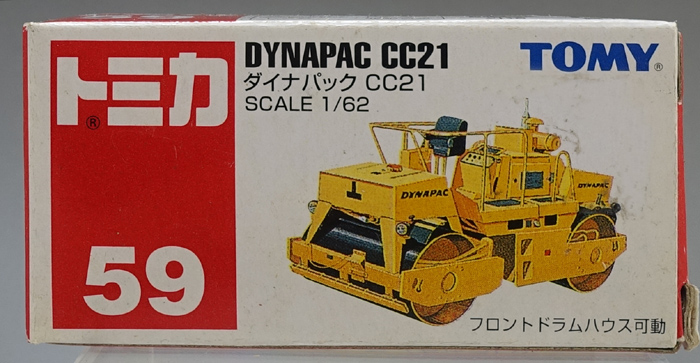 トミカ
®
59
DYNAPAC CC21
ダイナパック CC21
SCALE 1/62
TOMY®
DYNAPAC
DYNAPAC
フロントドラムハウス可動